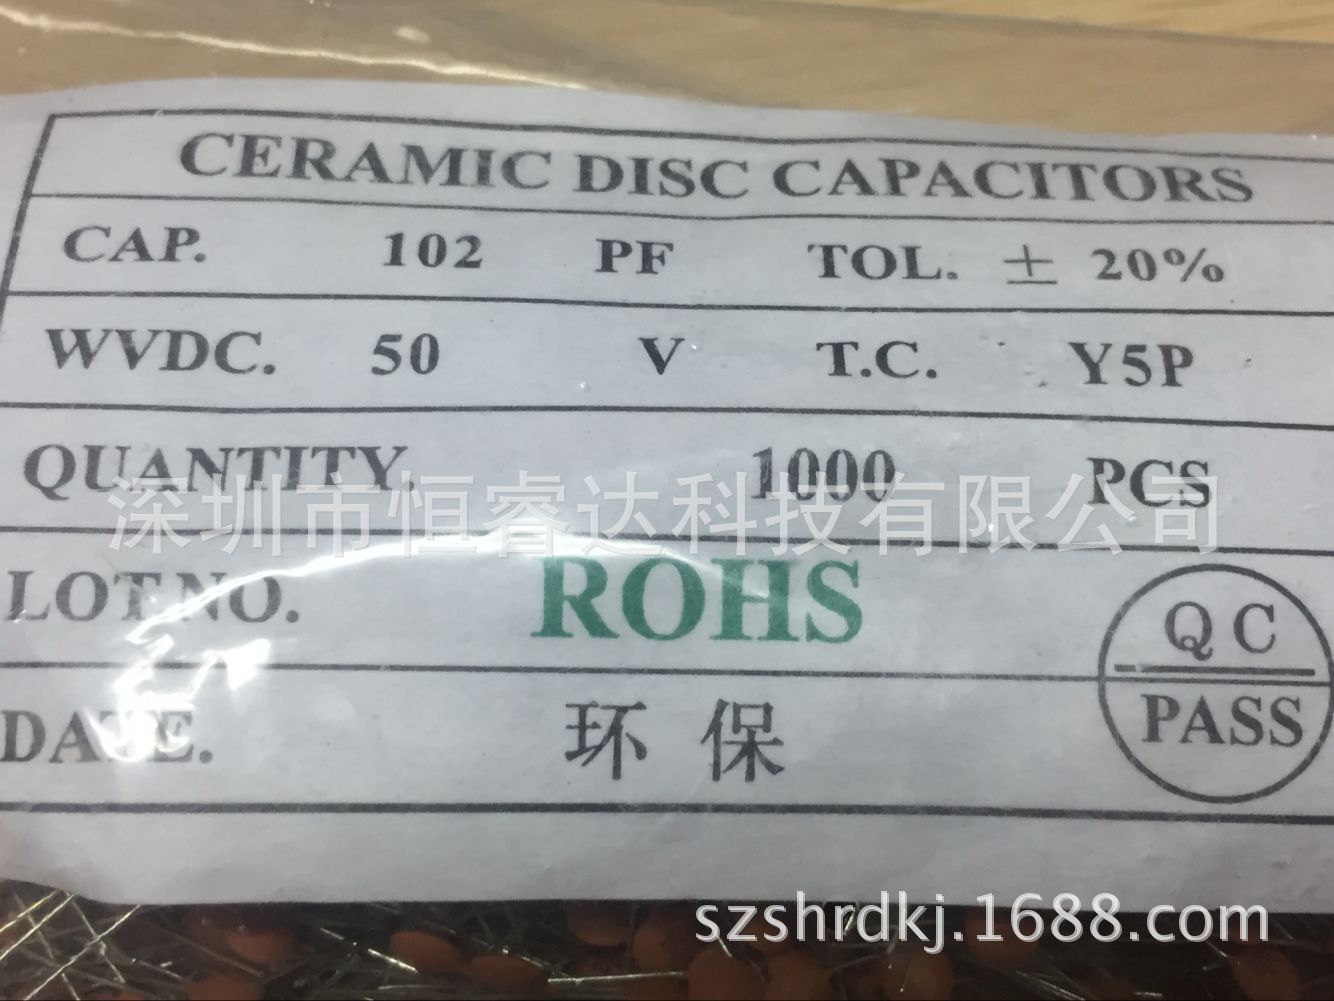 CERAMIC DISC CAPACITORS
CAP. 102 PF TOL. ± 20%
WVDC. 50 V T.C. Y5P
QUANTITY. 1000 PCS
深圳市恒睿达科技有限公司
LOT NO. ROHS
QC
PASS
DATE. 环保
szshrdkj.1688.com